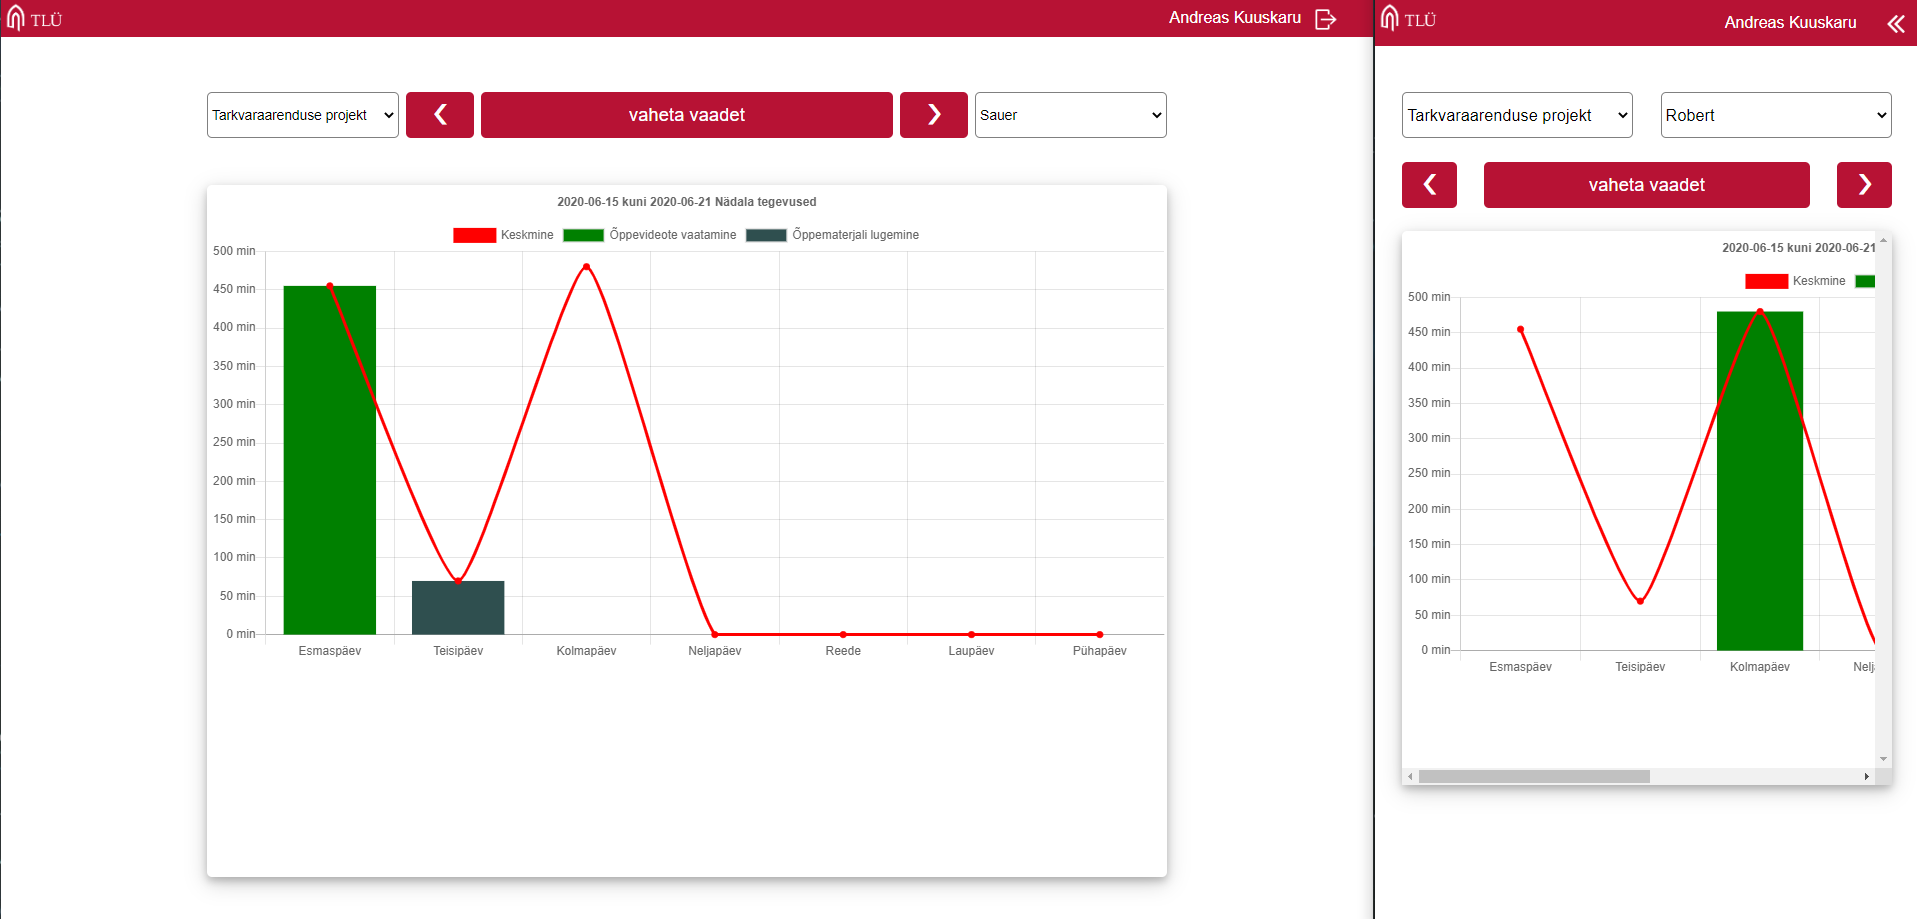 TLÜ
Andreas Kuuskaru
Tarkvaraarenduse projekt
vaheta vaadet
Sauer
2020-06-15 kuni 2020-06-21 Nädala tegevused
Keskmine Õppevideote vaatamine Õppematerjali lugemine
500 min
450 min
400 min
350 min
300 min
250 min
200 min
150 min
100 min
50 min
0 min
Esmaspäev Teisipäev Kolmapäev Neljapäev Reede Laupäev Pühapäev
TLÜ
Andreas Kuuskaru
Tarkvaraarenduse projekt
Robert
vaheta vaadet
2020-06-15 kuni 2020-06-21
Keskmine
500 min
450 min
400 min
350 min
300 min
250 min
200 min
150 min
100 min
50 min
0 min
Esmaspäev Teisipäev Kolmapäev Nelj